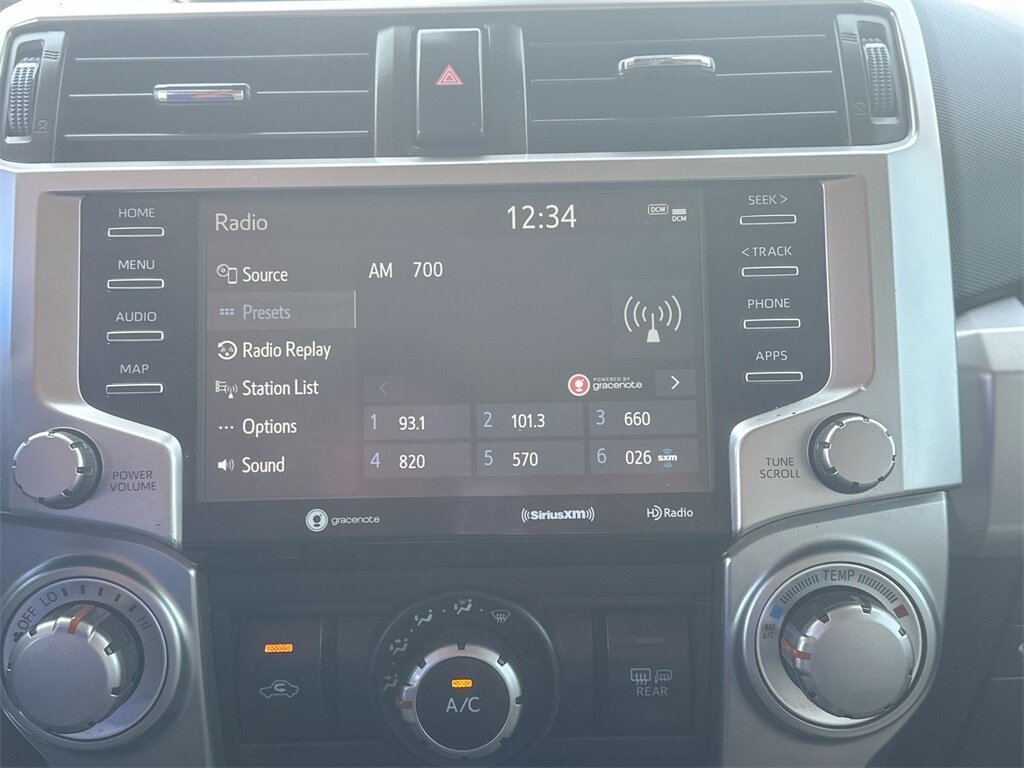 HOME
MENU
AUDIO
MAP
POWER
VOLUME
Radio
12:34
DCM
DCM
Source
Presets
Radio Replay
Station List
Options
Sound
AM 700
POWERED BY
gracenote
1 93.1
2 101.3
3 660
4 820
5 570
6 026 sxm
gracenote
((SiriusXM))
HD Radio
SEEK >
< TRACK
PHONE
APPS
TUNE
SCROLL
OFF LO HI
A/C
REAR
TEMP
MAX
A/C